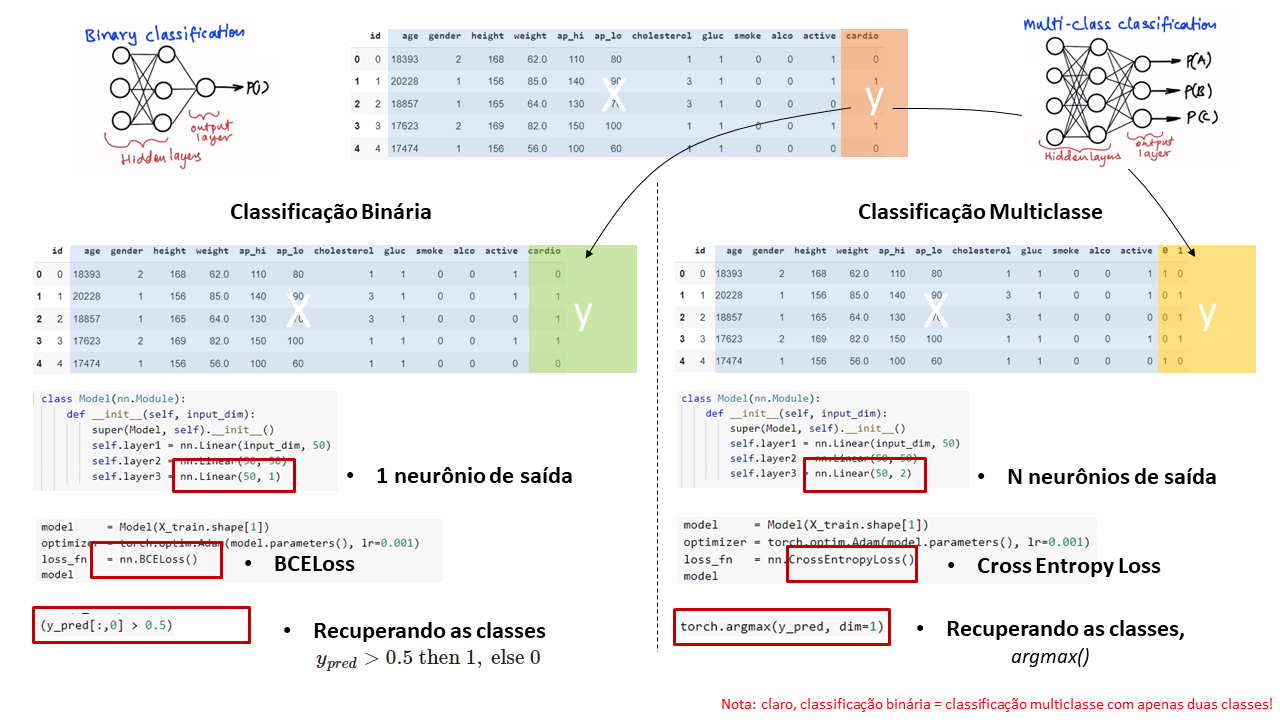 Binary classification
P(1)
output
layer
Hidden layers
id age gender height weight ap_hi ap_lo cholesterol gluc smoke alco active cardio
0 0 18393 2 168 62.0 110 80 1 1 0 0 1 0
1 1 20228 1 156 85.0 140 90 3 1 0 0 1 1
2 2 18857 1 165 64.0 130 3 1 0 0 0
3 3 17623 2 169 82.0 150 100 1 1 0 0 1 1
4 4 17474 1 156 56.0 100 60 1 1 0 0 0 0
X
y
Multi-class classification
P(A)
P(B)
P(C)
output
layer
Hidden layers
Classificação Binária
id age gender height weight ap_hi ap_lo cholesterol gluc smoke alco active cardio
0 0 18393 2 168 62.0 110 80 1 1 0 0 1 0
1 1 20228 1 156 85.0 140 90 3 1 0 0 1 1
2 2 18857 1 165 64.0 130 3 1 0 0 0 1
3 3 17623 2 169 82.0 150 100 1 1 0 0 1 1
4 4 17474 1 156 56.0 100 60 1 1 0 0 0 0
X
y
class Model(nn.Module):
def __init__(self, input_dim):
super(Model, self).__init__()
self.layer1 = nn.Linear(input_dim, 50)
self.layer2 = nn.Linear(50, 50)
self.layer3 = nn.Linear(50, 1)
• 1 neurônio de saída
model = Model(X_train.shape[1])
optimizer = torch.optim.Adam(model.parameters(), lr=0.001)
loss_fn = nn.BCELoss()
model
• BCELoss
(y_pred[:,0] > 0.5)
• Recuperando as classes
y_pred > 0.5 then 1, else 0
Classificação Multiclasse
id age gender height weight ap_hi ap_lo cholesterol gluc smoke alco active 0 1
0 0 18393 2 168 62.0 110 80 1 1 0 0 1 1 0
1 1 20228 1 156 85.0 140 90 3 1 0 0 1 0 1
2 2 18857 1 165 64.0 130 3 1 0 0 0 0 1
3 3 17623 2 169 82.0 150 100 1 1 0 0 1 0 1
4 4 17474 1 156 56.0 100 60 1 1 0 0 0 1 0
X
y
class Model(nn.Module):
def __init__(self, input_dim):
super(Model, self).__init__()
self.layer1 = nn.Linear(input_dim, 50)
self.layer2 = nn.Linear(50, 50)
self.layer3 = nn.Linear(50, 2)
• N neurônios de saída
model = Model(X_train.shape[1])
optimizer = torch.optim.Adam(model.parameters(), lr=0.001)
loss_fn = nn.CrossEntropyLoss()
model
• Cross Entropy Loss
torch.argmax(y_pred, dim=1)
• Recuperando as classes,
argmax()
Nota: claro, classificação binária = classificação multiclasse com apenas duas classes!